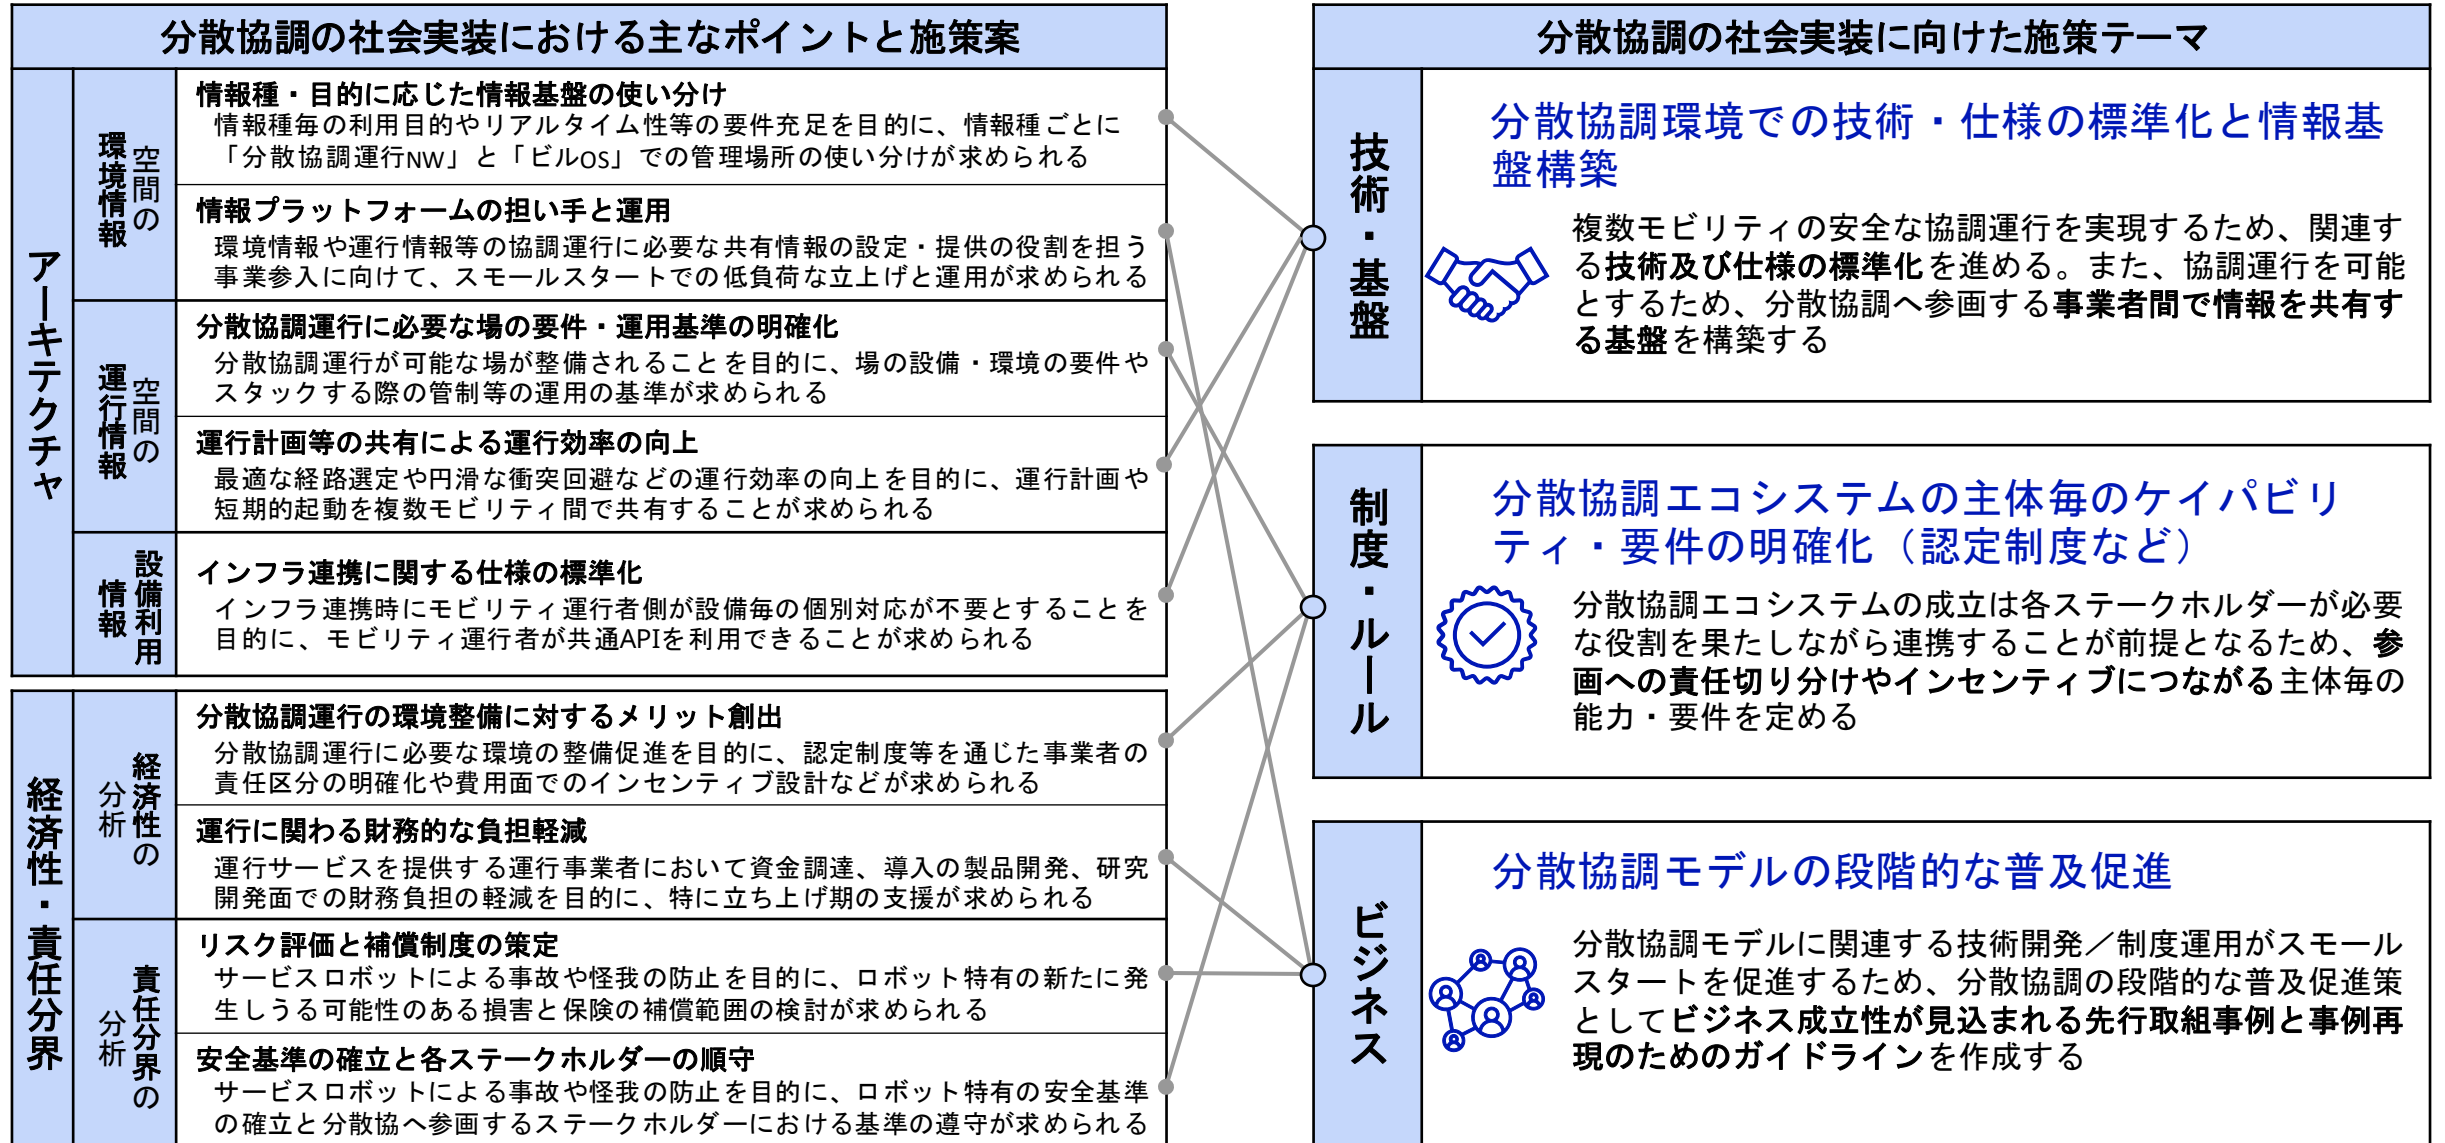 分散協調の社会実装における主なポイントと施策案
アーキテクチャ
空間の
環境情報
情報種・目的に応じた情報基盤の使い分け
情報種毎の利用目的やリアルタイム性等の要件充足を目的に、情報種ごとに
「分散協調運行NW」と「ビルOS」での管理場所の使い分けが求められる
情報プラットフォームの担い手と運用
環境情報や運行情報等の協調運行に必要な共有情報の設定・提供の役割を担う
事業参入に向けて、スモールスタートでの低負荷な立上げと運用が求められる
空間の
運行情報
分散協調運行に必要な場の要件・運用基準の明確化
分散協調運行が可能な場が整備されることを目的に、場の設備・環境の要件や
スタックする際の管制等の運用の基準が求められる
運行計画等の共有による運行効率の向上
最適な経路選定や円滑な衝突回避などの運行効率の向上を目的に、運行計画や
短期的起動を複数モビリティ間で共有することが求められる
設備利用
情報
インフラ連携に関する仕様の標準化
インフラ連携時にモビリティ運行者側が設備毎の個別対応が不要とすることを
目的に、モビリティ運行者が共通APIを利用できることが求められる
経済性・責任分界
経済性の
分析
分散協調運行の環境整備に対するメリット創出
分散協調運行に必要な環境の整備促進を目的に、認定制度等を通じた事業者の
責任区分の明確化や費用面でのインセンティブ設計などが求められる
運行に関わる財務的な負担軽減
運行サービスを提供する運行事業者において資金調達、導入の製品開発、研究
開発面での財務負担の軽減を目的に、特に立ち上げ期の支援が求められる
責任分界の
分析
リスク評価と補償制度の策定
サービスロボットによる事故や怪我の防止を目的に、ロボット特有の新たに発
生しうる可能性のある損害と保険の補償範囲の検討が求められる
安全基準の確立と各ステークホルダーの順守
サービスロボットによる事故や怪我の防止を目的に、ロボット特有の安全基準
の確立と分散協へ参画するステークホルダーにおける基準の遵守が求められる
分散協調の社会実装に向けた施策テーマ
技術・基盤
分散協調環境での技術・仕様の標準化と情報基
盤構築
複数モビリティの安全な協調運行を実現するため、関連す
る技術及び仕様の標準化を進める。また、協調運行を可能
とするため、分散協調へ参画する事業者間で情報を共有す
る基盤を構築する
制度・ルール
分散協調エコシステムの主体毎のケイパビリ
ティ・要件の明確化（認定制度など）
分散協調エコシステムの成立は各ステークホルダーが必要
な役割を果たしながら連携することが前提となるため、参
画への責任切り分けやインセンティブにつながる主体毎の
能力・要件を定める
ビジネス
分散協調モデルの段階的な普及促進
分散協調モデルに関連する技術開発／制度運用がスモール
スタートを促進するため、分散協調の段階的な普及促進策
としてビジネス成立性が見込まれる先行取組事例と事例再
現のためのガイドラインを作成する